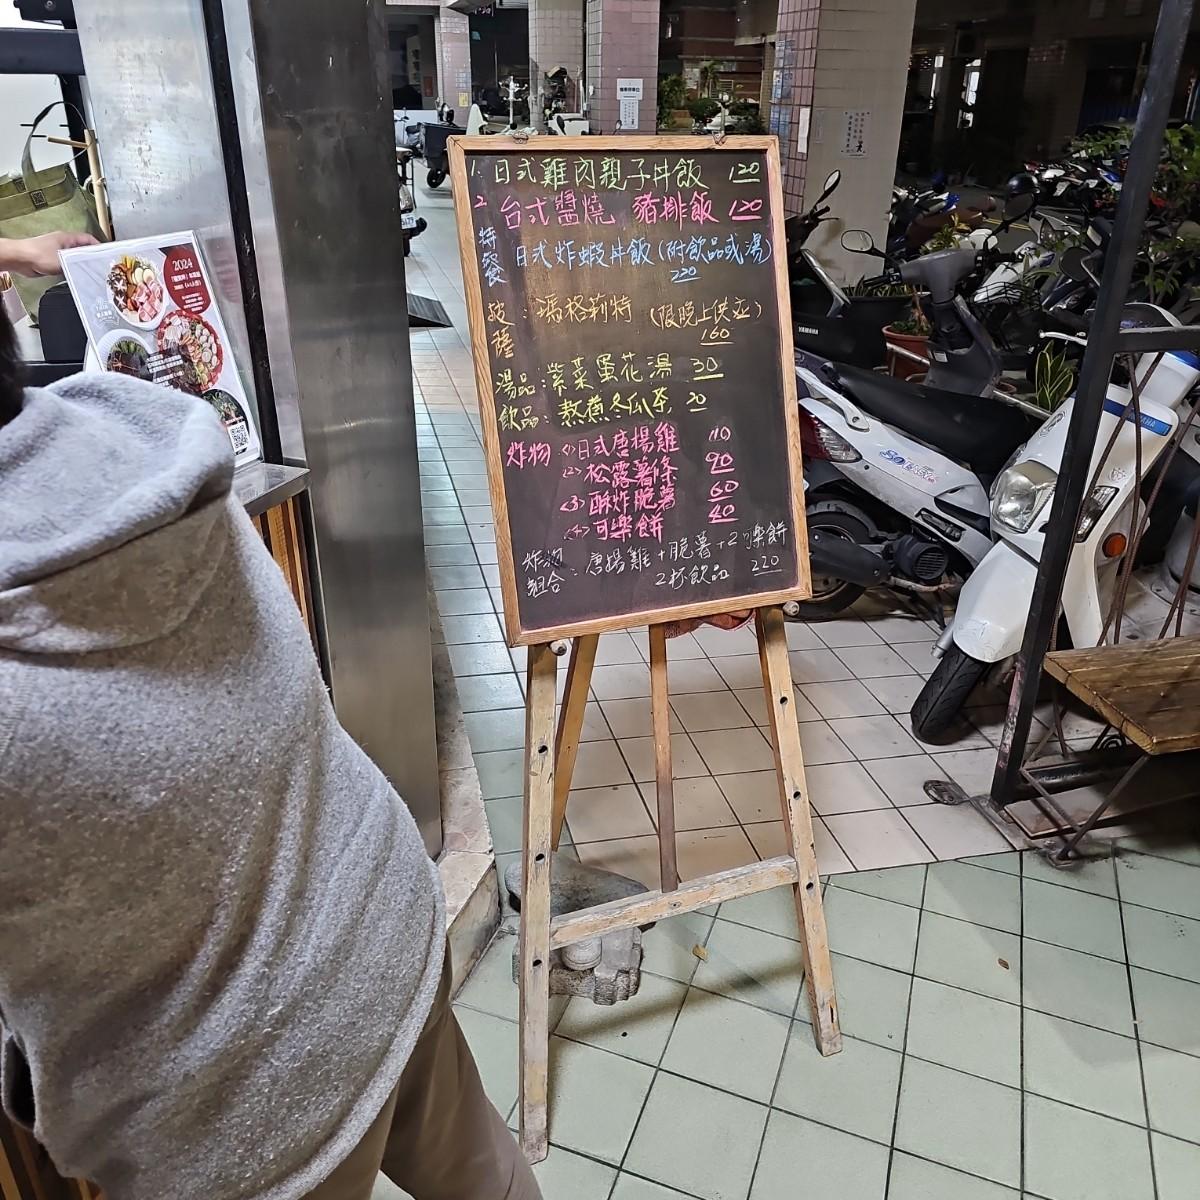 1. 日式雞肉親子丼飯 120
2 台式醬燒 豬排飯 120
特餐 日式炸蝦丼飯(附飲品或湯)
220
披薩:瑪格莉特 (限晚上供应)
160
湯品:紫菜蛋花湯 30
飲品:熬煮冬瓜茶 20
炸物 <1>日式唐揚雞 110
<2>松露薯條 90
<3>酥炸脆薯 60
<4>可樂餅 40
炸物組合:唐揚雞+脆薯+2可樂餅
2杯飲品 220
2024
YAMAHA
YAMAHA